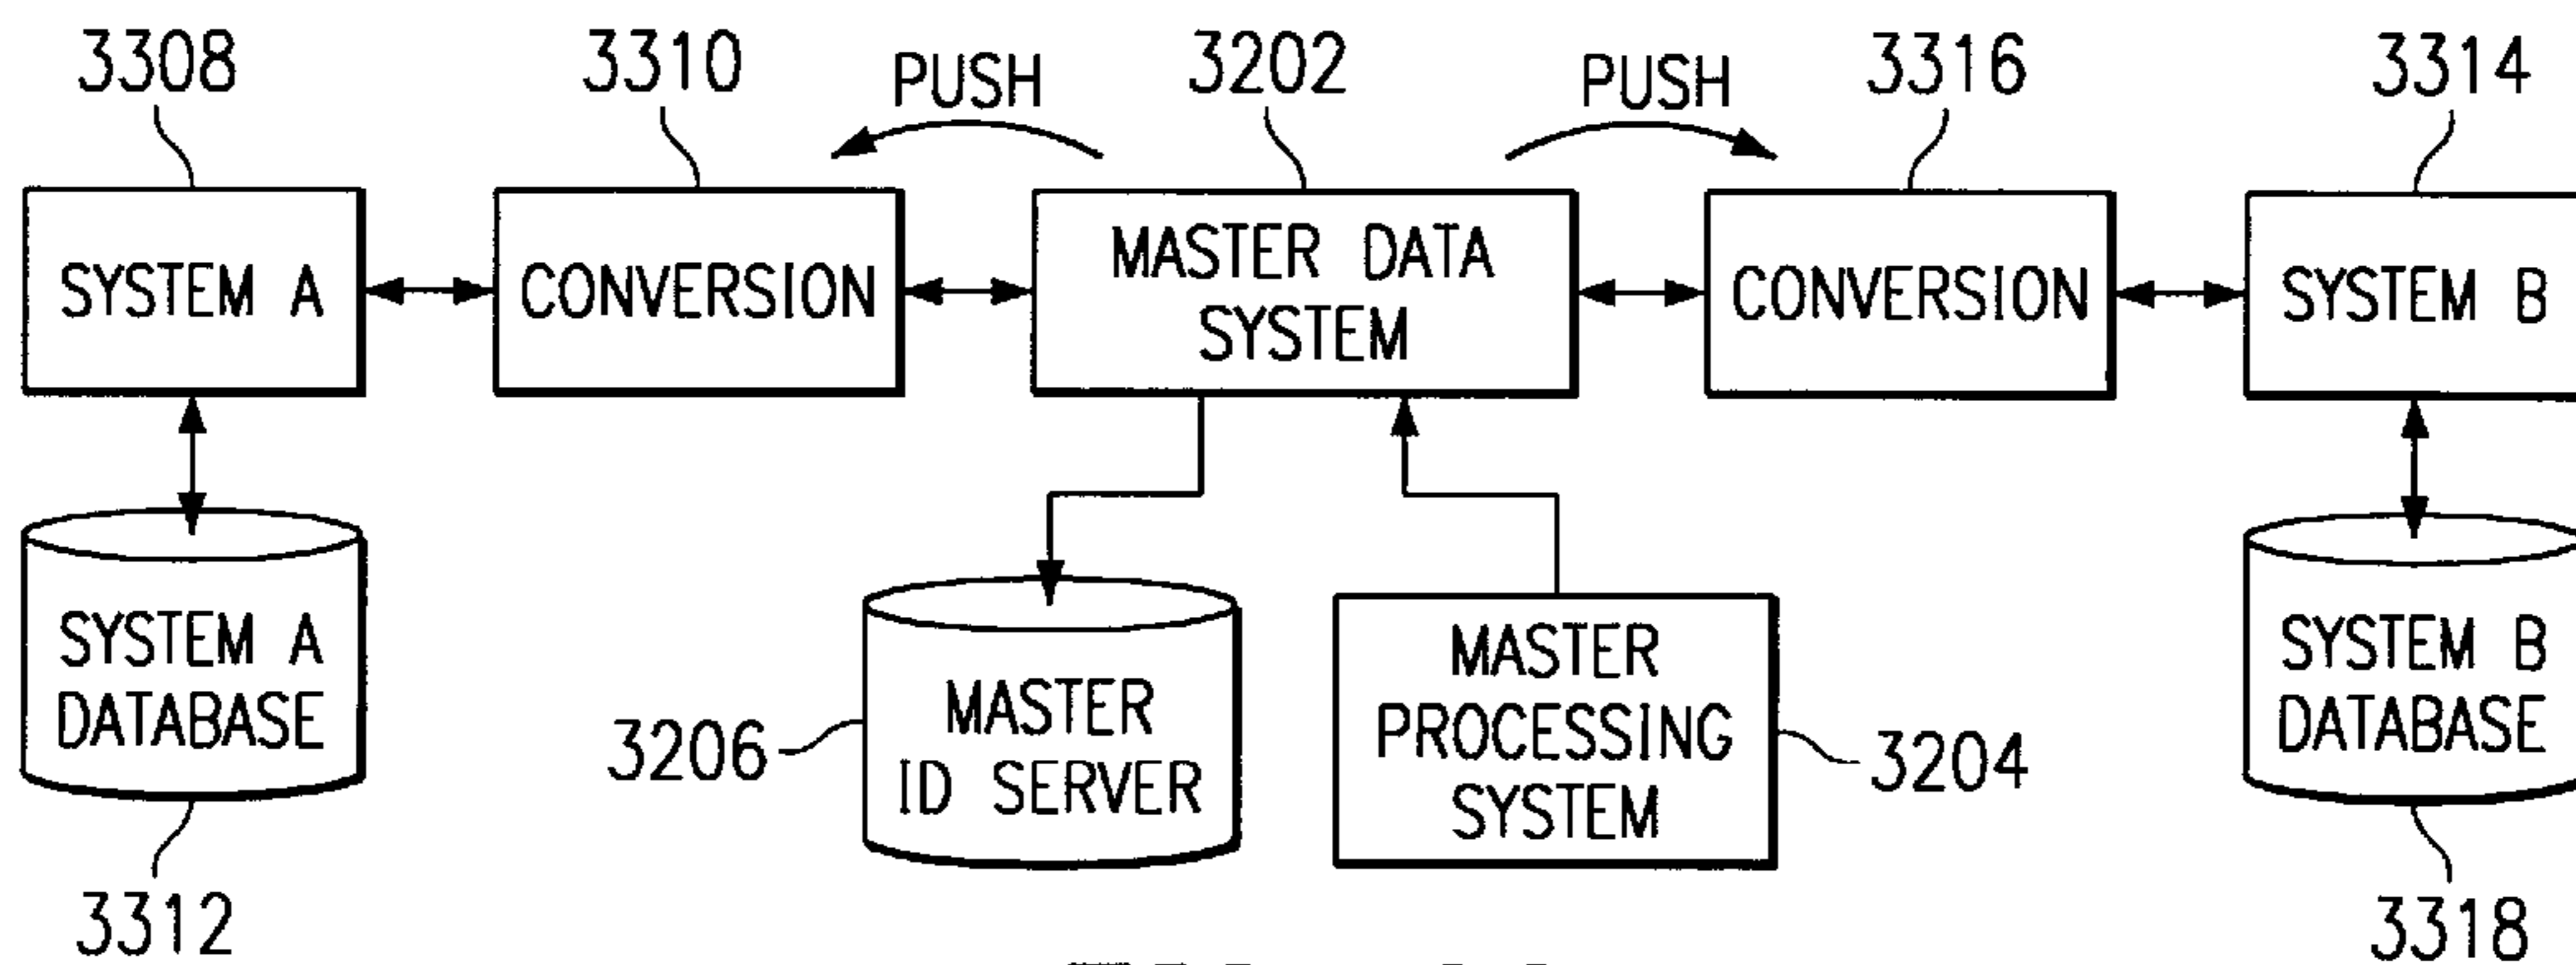 3308
3310
PUSH
3202
PUSH
3316
3314
SYSTEM A
CONVERSION
MASTER DATA
SYSTEM
CONVERSION
SYSTEM B
SYSTEM A
DATABASE
3206
MASTER
ID SERVER
MASTER
PROCESSING
SYSTEM
3204
SYSTEM B
DATABASE
3312
3318